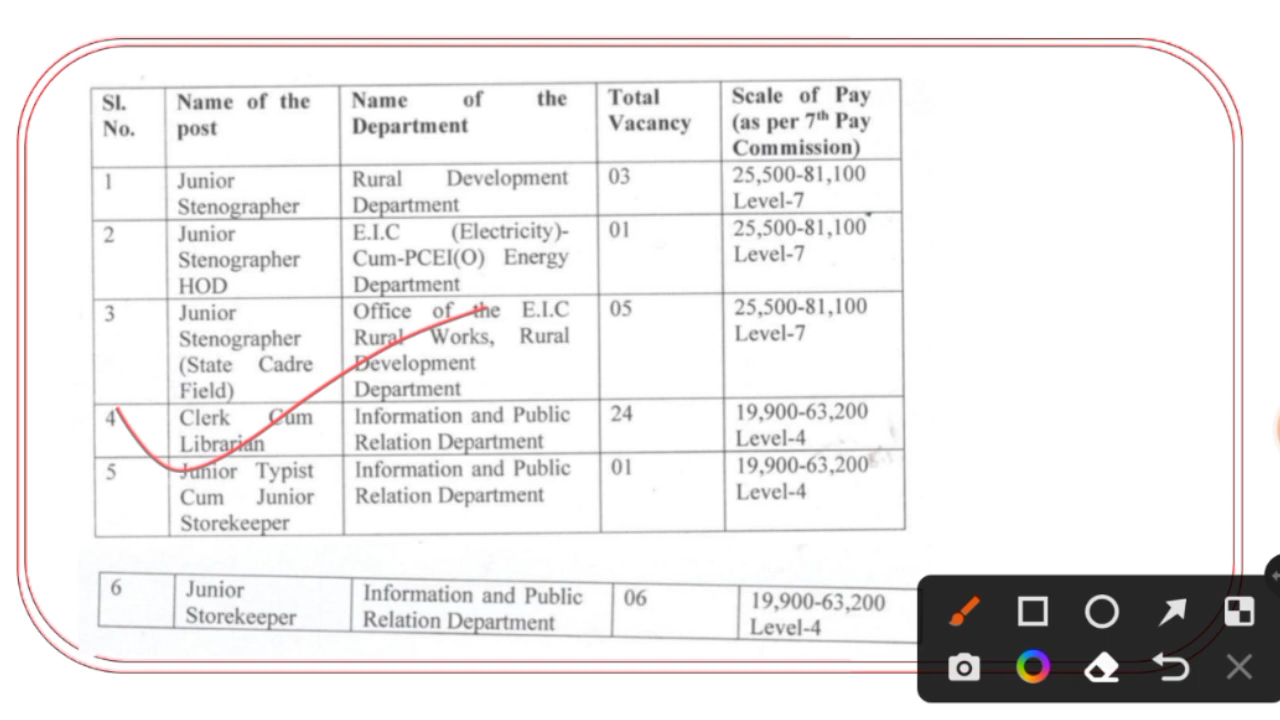 Sl. No.	Name of the post	Name of the Department	Total Vacancy	Scale of Pay (as per 7th Pay Commission)
1	Junior Stenographer	Rural Development Department	03	25,500-81,100 Level-7
2	Junior Stenographer HOD	E.I.C (Electricity)-Cum-PCEI(O) Energy Department	01	25,500-81,100 Level-7
3	Junior Stenographer (State Cadre Field)	Office of the E.I.C Rural Works, Rural Development Department	05	25,500-81,100 Level-7
4	Clerk Cum Librarian	Information and Public Relation Department	24	19,900-63,200 Level-4
5	Junior Typist Cum Junior Storekeeper	Information and Public Relation Department	01	19,900-63,200 Level-4
6	Junior Storekeeper	Information and Public Relation Department	06	19,900-63,200 Level-4